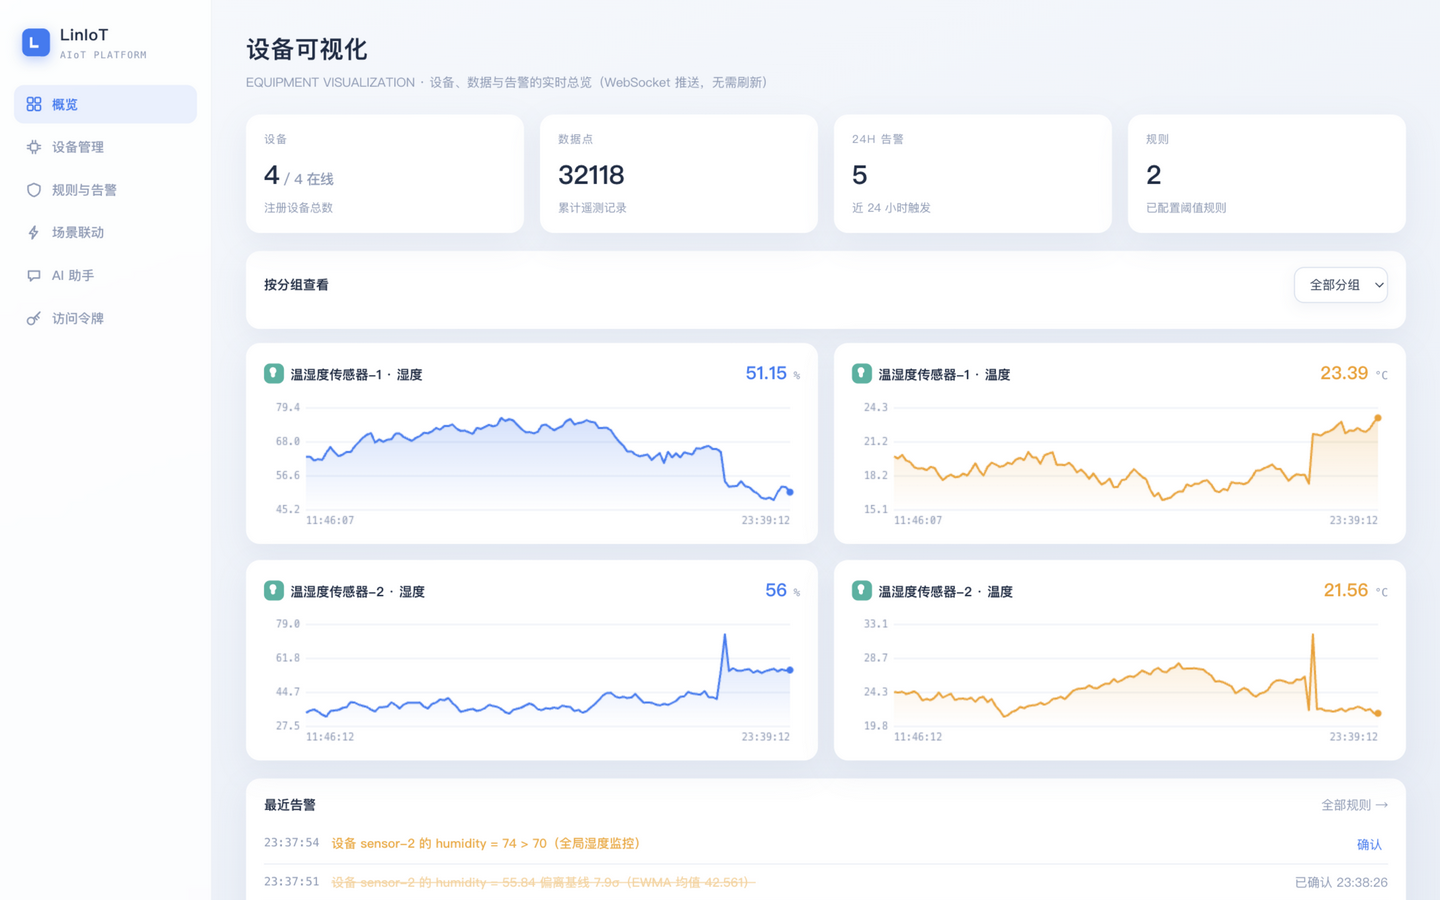 L
LinIoT
AIoT PLATFORM
概览
设备管理
规则与告警
场景联动
AI 助手
访问令牌
设备可视化
EQUIPMENT VISUALIZATION · 设备、数据与告警的实时总览（WebSocket 推送，无需刷新）
设备
4 / 4 在线
注册设备总数
数据点
32118
累计遥测记录
24H 告警
5
近 24 小时触发
规则
2
已配置阈值规则
按分组查看
全部分组
温湿度传感器-1 · 湿度
51.15 %
79.4
68.0
56.6
45.2
11:46:07 23:39:12
温湿度传感器-1 · 温度
23.39 °C
24.3
21.2
18.2
15.1
11:46:07 23:39:12
温湿度传感器-2 · 湿度
56 %
79.0
61.8
44.7
27.5
11:46:12 23:39:12
温湿度传感器-2 · 温度
21.56 °C
33.1
28.7
24.3
19.8
11:46:12 23:39:12
最近告警
全部规则 →
23:37:54 设备 sensor-2 的 humidity = 74 > 70（全局湿度监控） 确认
23:37:51 设备 sensor-2 的 humidity = 55.84 偏离基线 7.9σ（EWMA 均值 42.561） 已确认 23:38:26